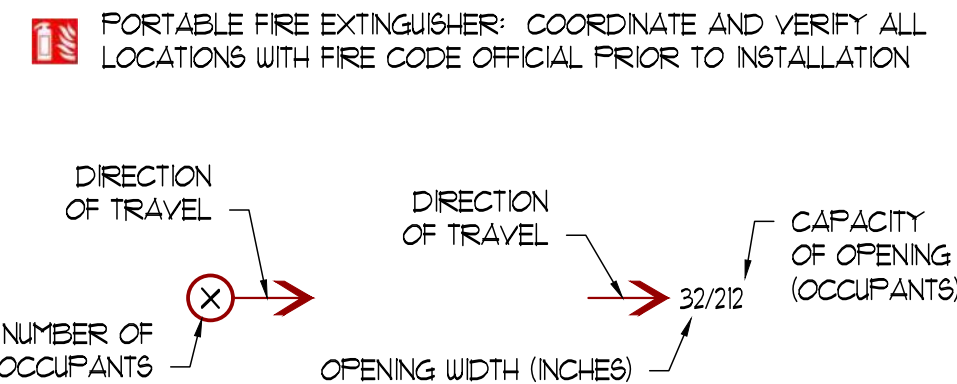 PORTABLE FIRE EXTINGUISHER: COORDINATE AND VERIFY ALL
LOCATIONS WITH FIRE CODE OFFICIAL PRIOR TO INSTALLATION
DIRECTION
OF TRAVEL
X
NUMBER OF
OCCUPANTS
DIRECTION
OF TRAVEL
32/212
CAPACITY
OF OPENING
(OCCUPANTS)
OPENING WIDTH (INCHES)